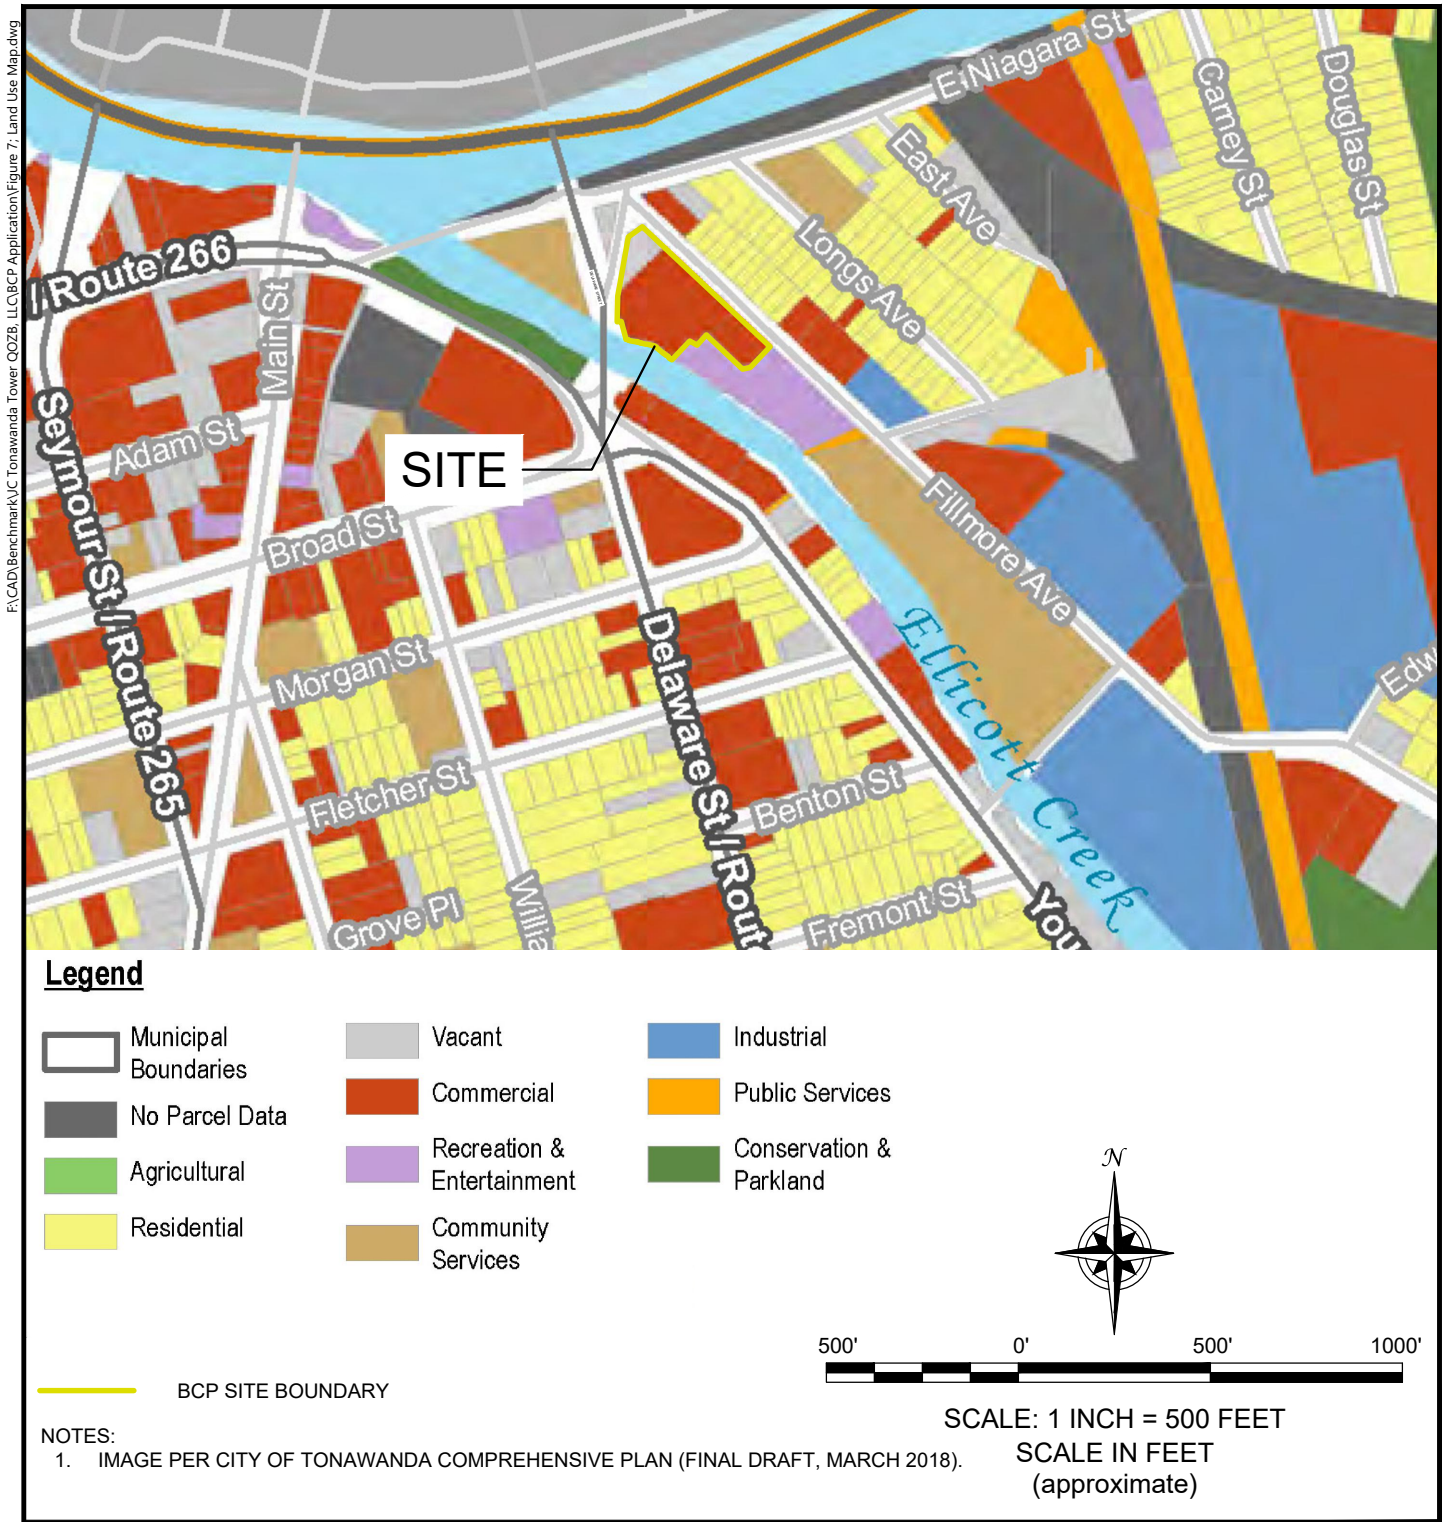 F:\CAD\Benchmark\JC Tonawanda Tower QOZB, LLC\BCP Application\Figure 7; Land Use Map.dwg
E Niagara St
Carney St
Douglas St
East Ave
Longs Ave
/ Route 266
Main St
Adam St
SITE
Seymour St / Route 265
Broad St
Fillmore Ave
Morgan St
Delaware St / Rout
Ellicott Creek
Edw
Fletcher St
Benton St
Grove Pl
Willia
Fremont St
You
Legend
Municipal
Boundaries
No Parcel Data
Agricultural
Residential
Vacant
Commercial
Recreation &
Entertainment
Community
Services
Industrial
Public Services
Conservation &
Parkland
N
500' 0' 500' 1000'
SCALE: 1 INCH = 500 FEET
SCALE IN FEET
(approximate)
BCP SITE BOUNDARY
NOTES:
1. IMAGE PER CITY OF TONAWANDA COMPREHENSIVE PLAN (FINAL DRAFT, MARCH 2018).